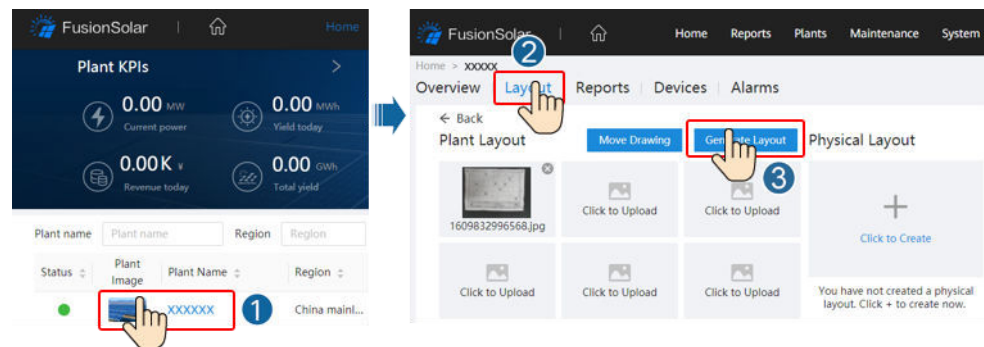 FusionSolar Home
Plant KPIs >
0.00 MW
Current power
0.00 MWh
Yield today
0.00K ¥
Revenue today
0.00 GWh
Total yield
Plant name Plant name Region Region
Status Plant Image Plant Name Region
XXXXXX 1 China mainl...
FusionSolar Home Reports Plants Maintenance System
Home > XXXXX
2
Overview Layout Reports Devices Alarms
← Back
Plant Layout Move Drawing Generate Layout Physical Layout
3
1609832996568.jpg
Click to Upload
Click to Upload
Click to Create
Click to Upload
Click to Upload
Click to Upload
You have not created a physical
layout. Click + to create now.